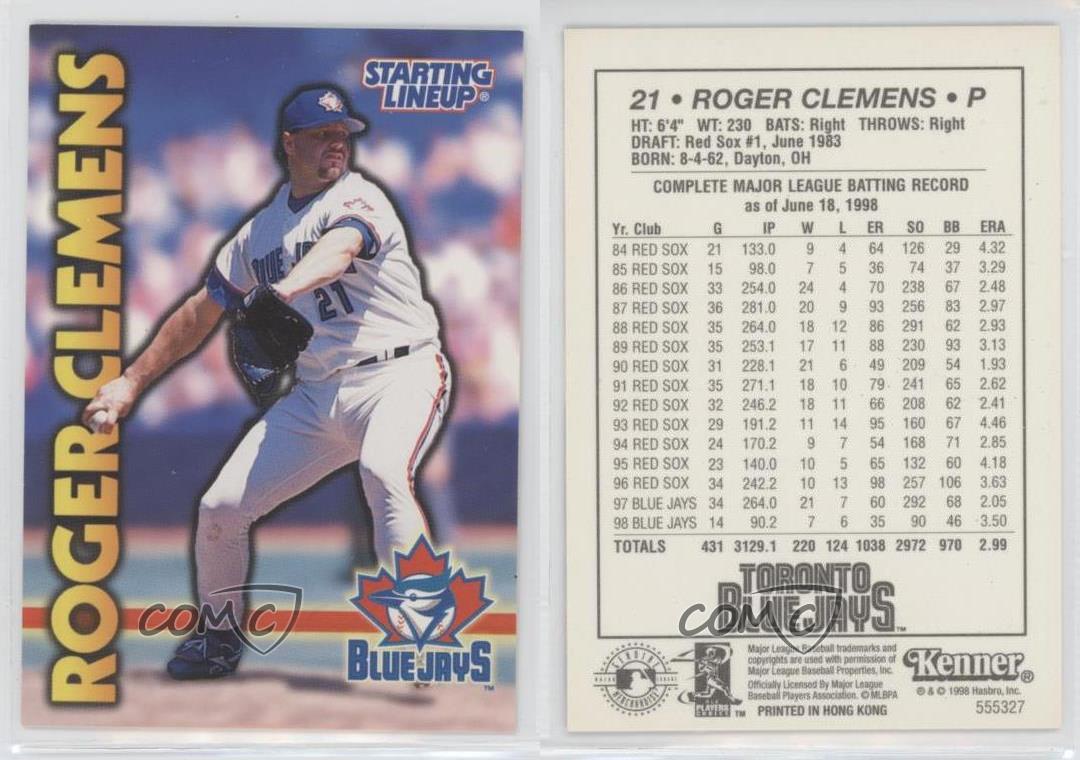 ROGER CLEMENS
STARTING
LINEUP®
BLUE JAYS
21
BLUE JAYS™
COMC
21 • ROGER CLEMENS • P
HT: 6'4" WT: 230 BATS: Right THROWS: Right
DRAFT: Red Sox #1, June 1983
BORN: 8-4-62, Dayton, OH
COMPLETE MAJOR LEAGUE BATTING RECORD
as of June 18, 1998
Yr. Club G IP W L ER SO BB ERA
84 RED SOX 21 133.0 9 4 64 126 29 4.32
85 RED SOX 15 98.0 7 5 36 74 37 3.29
86 RED SOX 33 254.0 24 4 70 238 67 2.48
87 RED SOX 36 281.0 20 9 93 256 83 2.97
88 RED SOX 35 264.0 18 12 86 291 62 2.93
89 RED SOX 35 253.1 17 11 88 230 93 3.13
90 RED SOX 31 228.1 21 6 49 209 54 1.93
91 RED SOX 35 271.1 18 10 79 241 65 2.62
92 RED SOX 32 246.2 18 11 66 208 62 2.41
93 RED SOX 29 191.2 11 14 95 160 67 4.46
94 RED SOX 24 170.2 9 7 54 168 71 2.85
95 RED SOX 23 140.0 10 5 65 132 60 4.18
96 RED SOX 34 242.2 10 13 98 257 106 3.63
97 BLUE JAYS 34 264.0 21 7 60 292 68 2.05
98 BLUE JAYS 14 90.2 7 6 35 90 46 3.50
TOTALS 431 3129.1 220 124 1038 2972 970 2.99
TORONTO
BLUE JAYS™
COMC
GENUINE
MAJOR LEAGUE
MERCHANDISE
PLAYERS
CHOICE™
Major League Baseball trademarks and
copyrights are used with permission of
Major League Baseball Properties, Inc.
Officially Licensed By Major League
Baseball Players Association. © MLBPA
PRINTED IN HONG KONG
Kenner®
® & © 1998 Hasbro, Inc.
555327